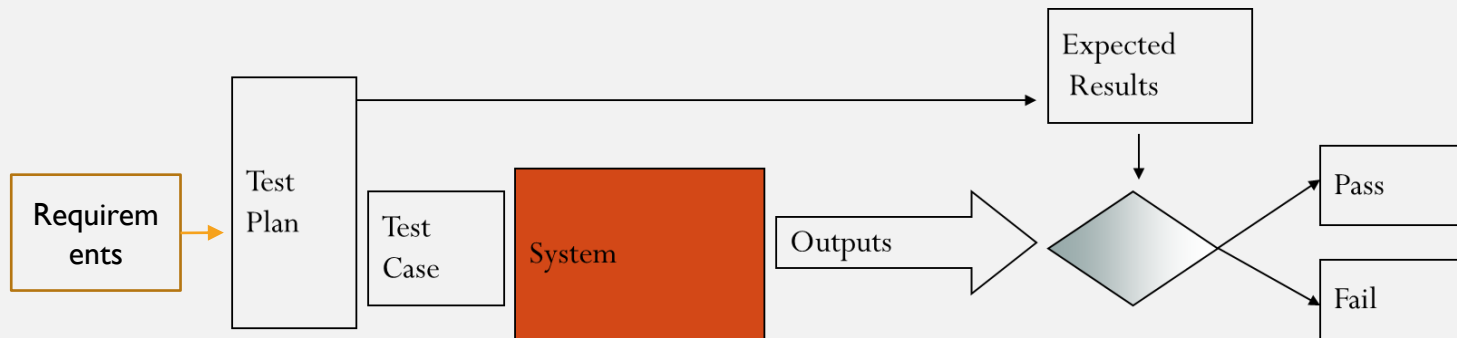 Requirem
ents
Test
Plan
Test
Case
System
Outputs
Expected
Results
Pass
Fail